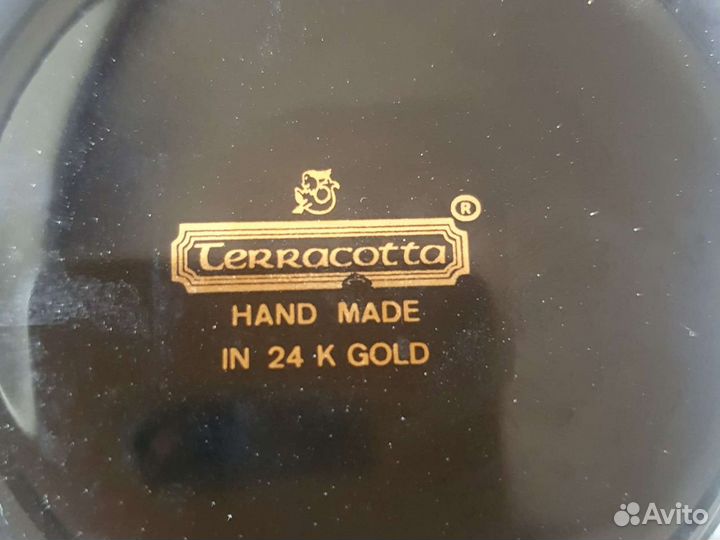 ®
Terracotta
HAND MADE
IN 24 K GOLD
Avito